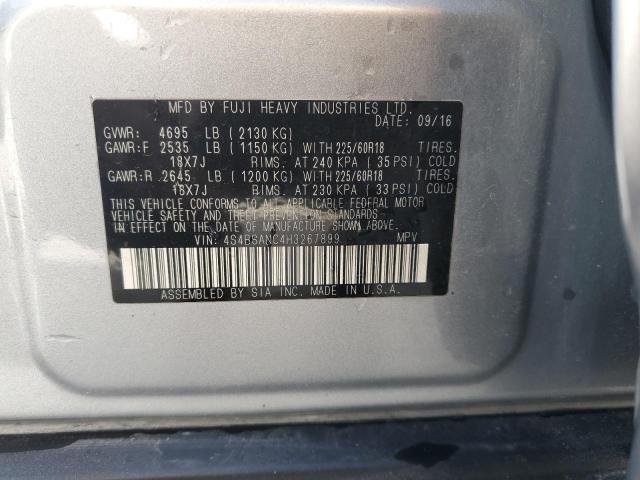 MFD BY FUJI HEAVY INDUSTRIES LTD.
DATE: 09/16
GVWR: 4695 LB (2130 KG)
GAWR:F 2535 LB (1150 KG) WITH 225/60R18 TIRES.
18X7J RIMS. AT 240 KPA (35 PSI) COLD
GAWR:R 2645 LB (1200 KG) WITH 225/60R18 TIRES.
18X7J RIMS. AT 230 KPA (33 PSI) COLD
THIS VEHICLE CONFORMS TO ALL APPLICABLE FEDERAL MOTOR
VEHICLE SAFETY AND THEFT PREVENTION STANDARDS
IN EFFECT ON THE DATE OF MANUFACTURE SHOWN ABOVE.
VIN: 4S4BSANC4H3267899 MPV
ASSEMBLED BY SIA INC. MADE IN U.S.A.